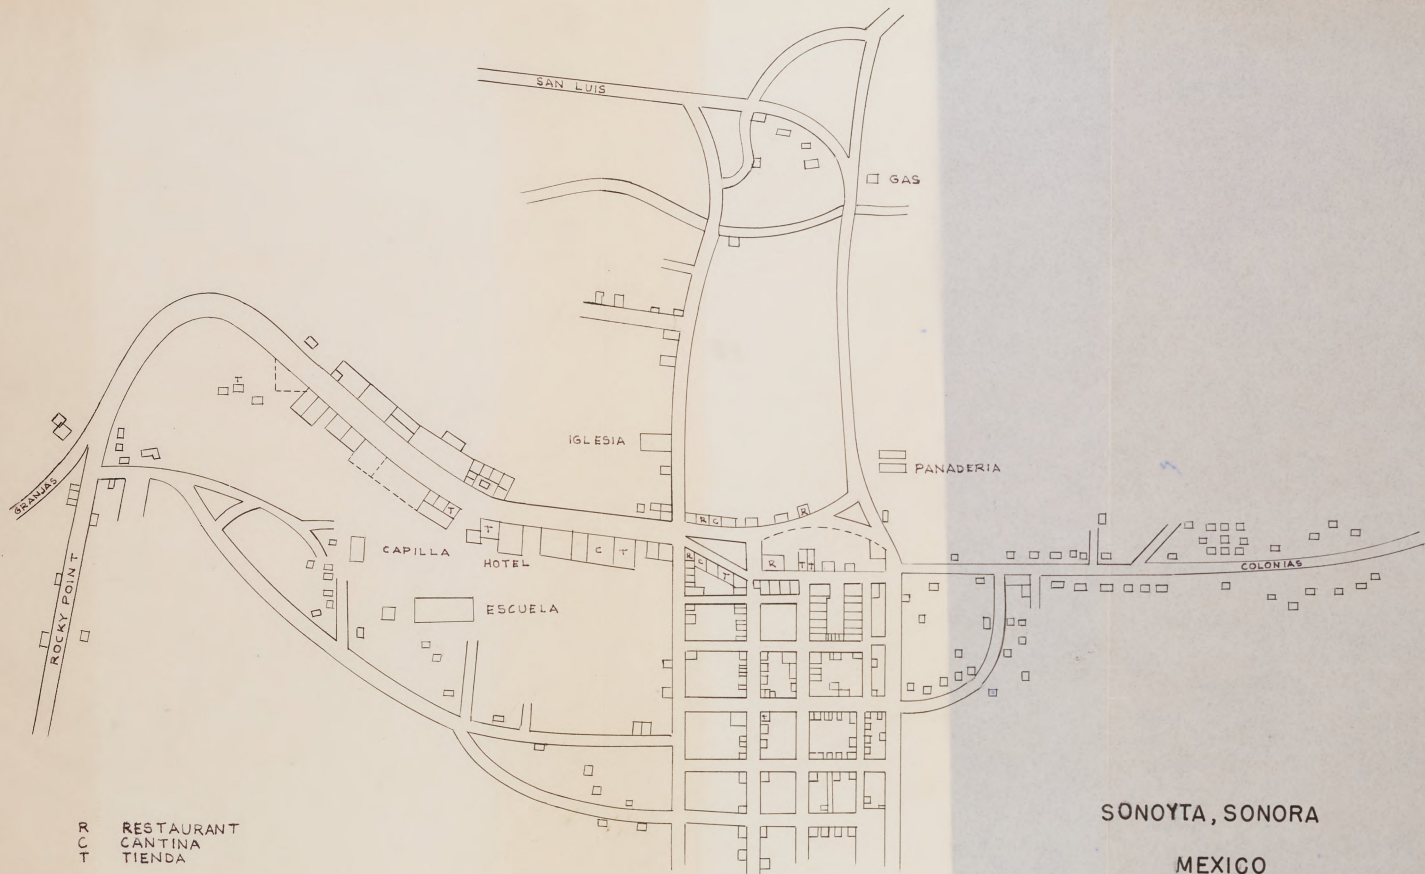 SAN LUIS
GAS
T
IGLESIA
PANADERIA
GRANJAS
T
R C
R
T
CAPILLA
HOTEL
C T
R
C
T
R
T T
COLONIAS
ROCKY POINT
ESCUELA
T
R RESTAURANT
C CANTINA
T TIENDA
SONOYTA, SONORA
MEXICO